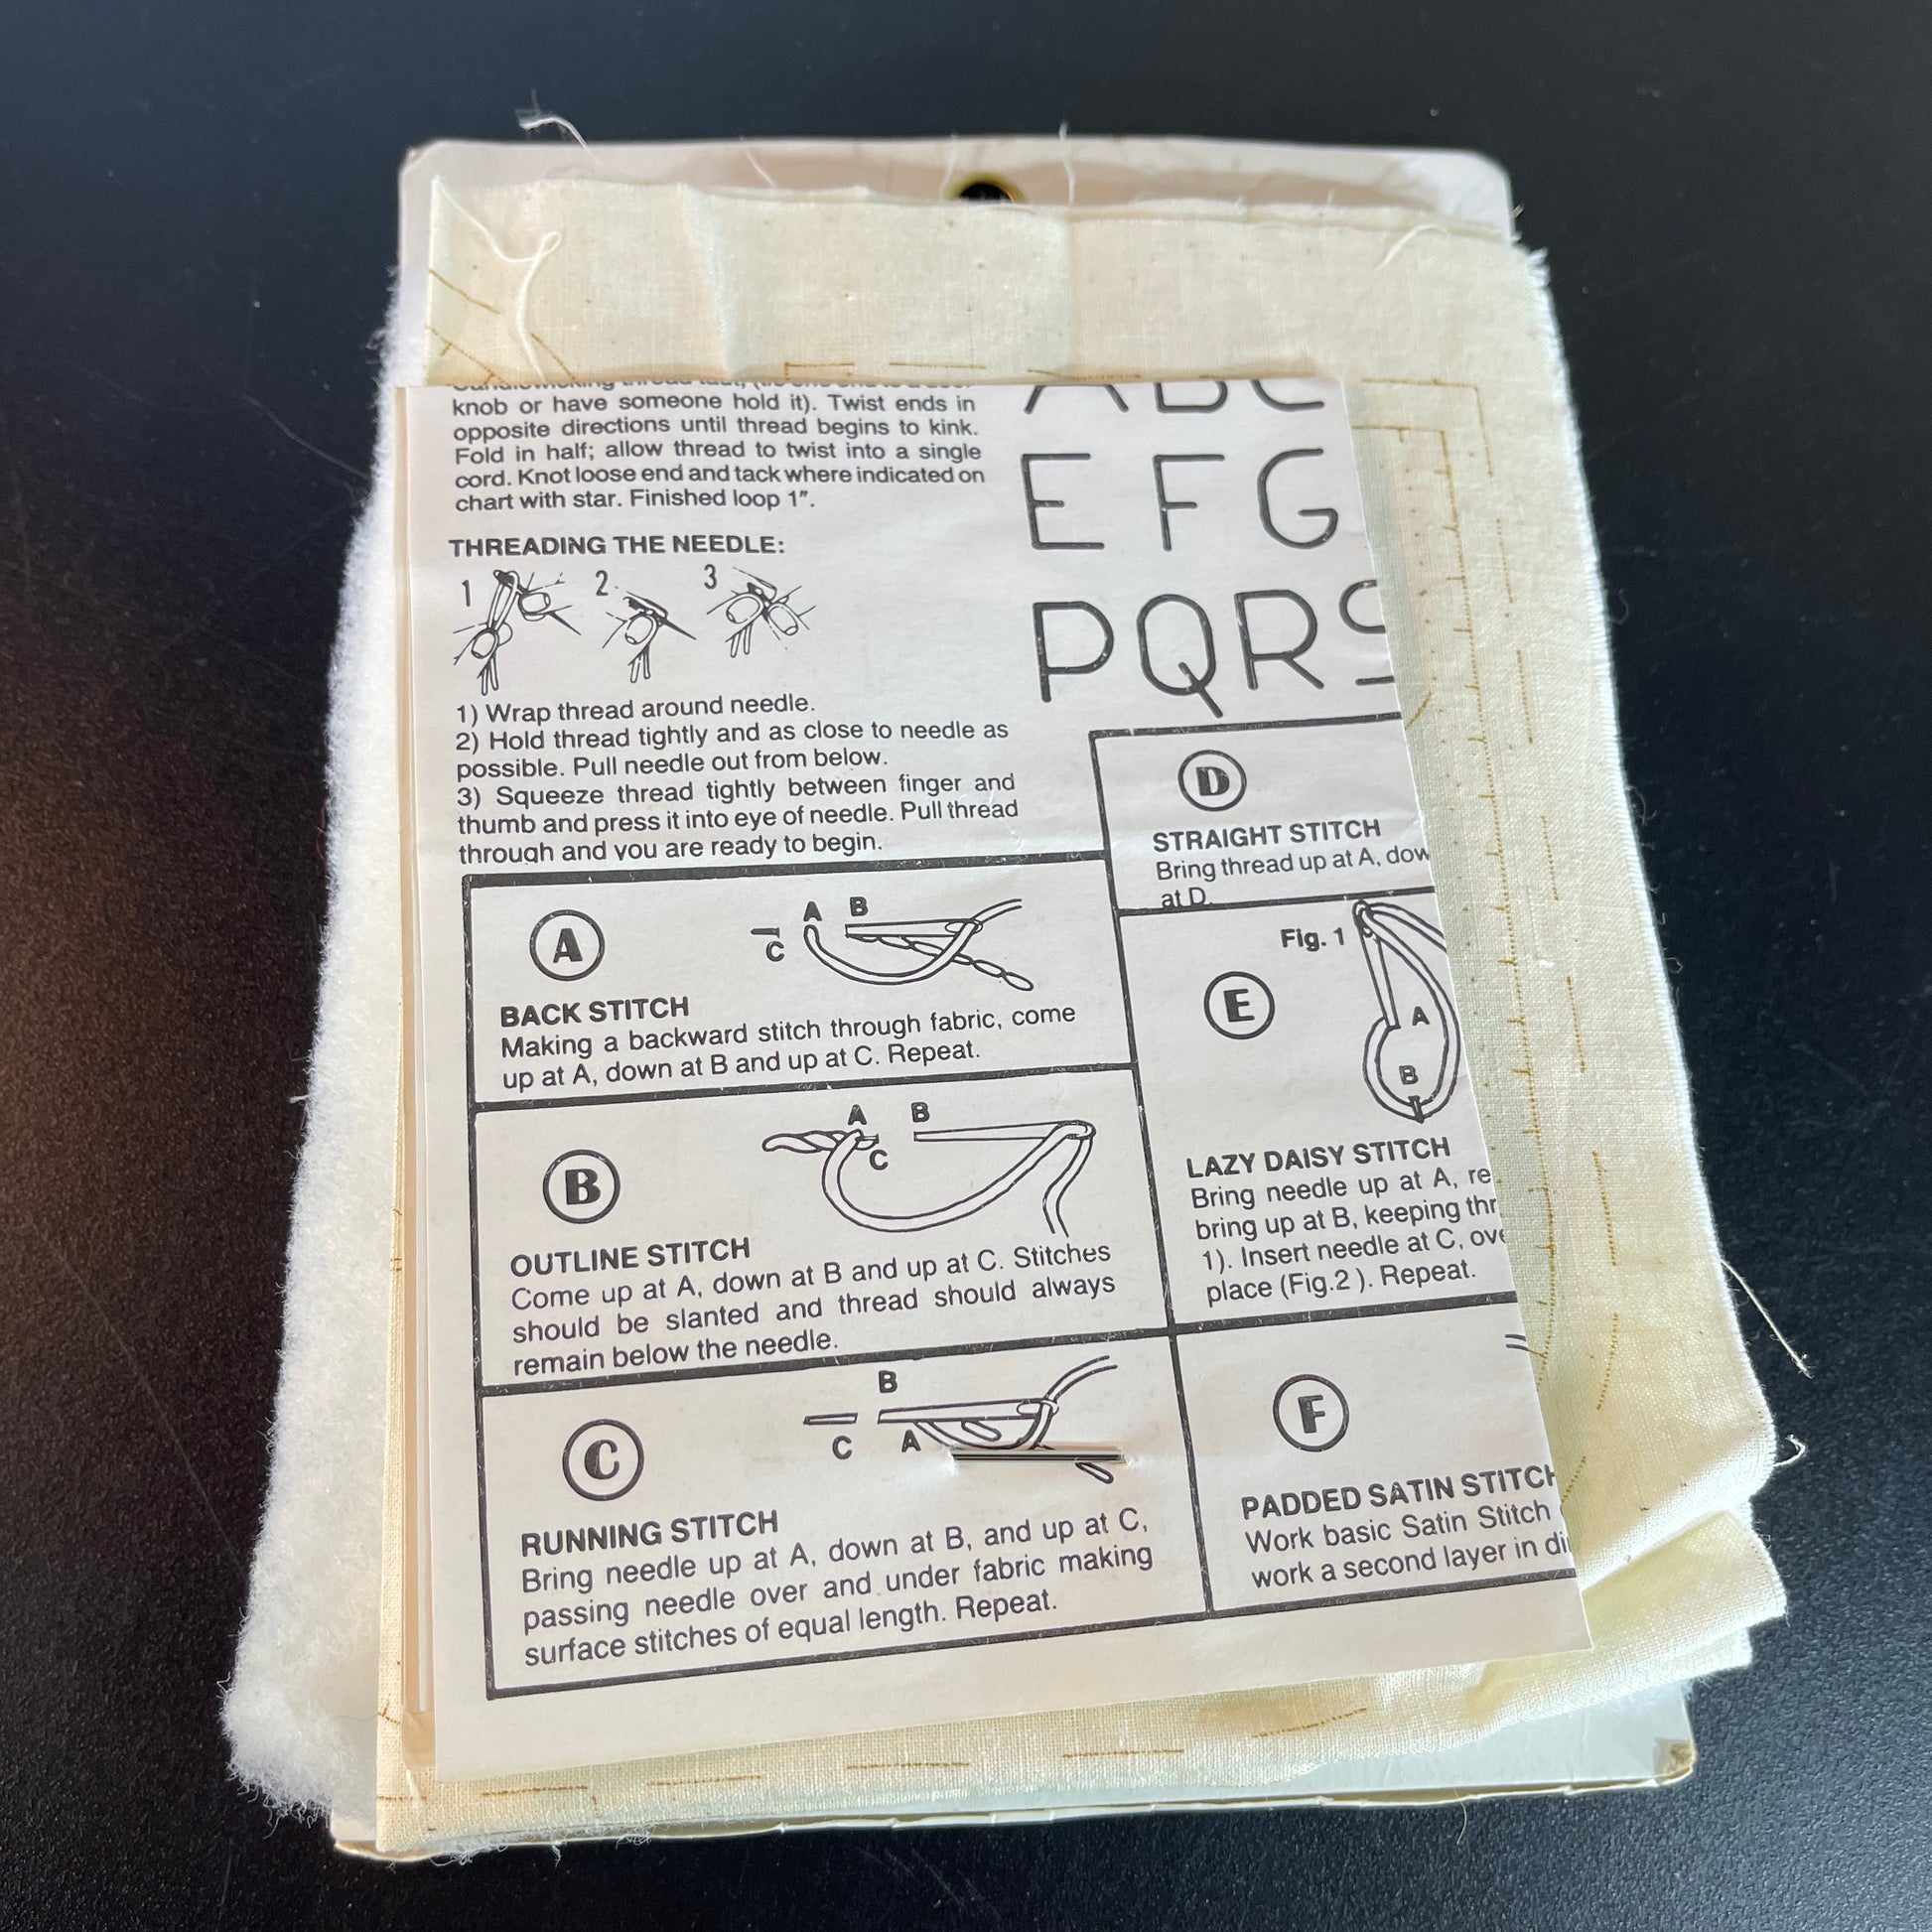 knob or have someone hold it). Twist ends in
opposite directions until thread begins to kink.
Fold in half; allow thread to twist into a single
cord. Knot loose end and tack where indicated on
chart with star. Finished loop 1".
THREADING THE NEEDLE:
1 2 3
1) Wrap thread around needle.
2) Hold thread tightly and as close to needle as
possible. Pull needle out from below.
3) Squeeze thread tightly between finger and
thumb and press it into eye of needle. Pull thread
through and you are ready to begin.
A B C
E F G
P Q R S
A
A B
C
BACK STITCH
Making a backward stitch through fabric, come
up at A, down at B and up at C. Repeat.
B
A B
C
OUTLINE STITCH
Come up at A, down at B and up at C. Stitches
should be slanted and thread should always
remain below the needle.
C
B
C A
RUNNING STITCH
Bring needle up at A, down at B, and up at C,
passing needle over and under fabric making
surface stitches of equal length. Repeat.
D
STRAIGHT STITCH
Bring thread up at A, dow
at D.
Fig. 1
E
A
B
LAZY DAISY STITCH
Bring needle up at A, re
bring up at B, keeping thr
1). Insert needle at C, ove
place (Fig.2 ). Repeat.
F
PADDED SATIN STITCH
Work basic Satin Stitch
work a second layer in di